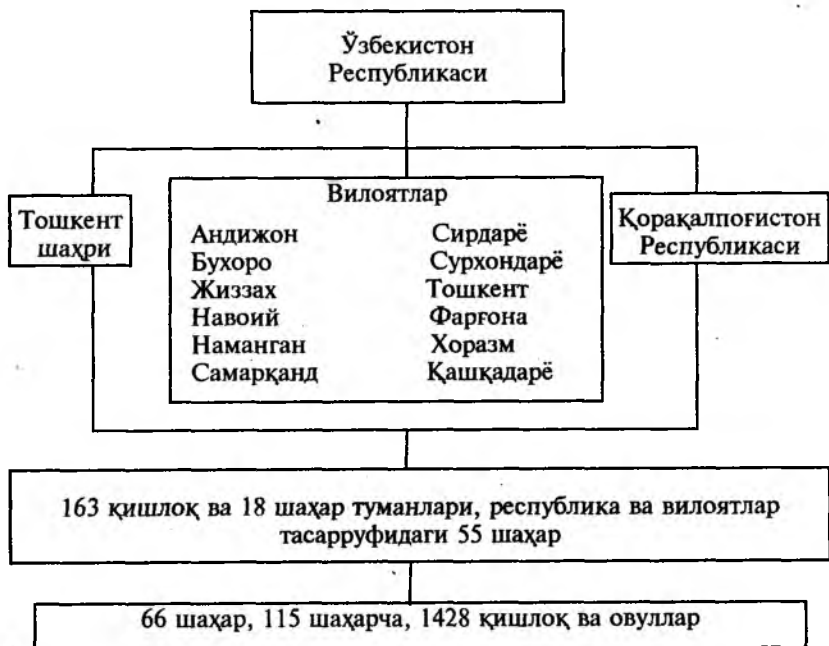 Ўзбекистон
Республикаси
Тошкент
шаҳри
Вилоятлар
Андижон
Бухоро
Жиззах
Навоий
Наманган
Самарқанд
Сирдарё
Сурхондарё
Тошкент
Фарғона
Хоразм
Қашқадарё
Қорақалпоғистон
Республикаси
163 қишлоқ ва 18 шаҳар туманлари, республика ва вилоятлар
тасарруфидаги 55 шаҳар
66 шаҳар, 115 шаҳарча, 1428 қишлоқ ва овуллар